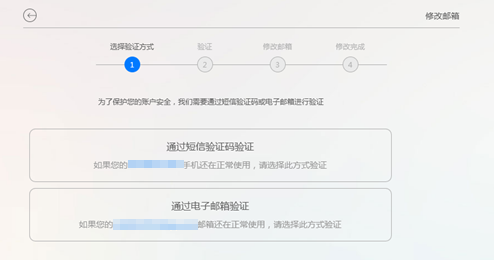 修改邮箱
选择验证方式 验证 修改邮箱 修改完成
1 2 3 4
为了保护您的账户安全，我们需要通过短信验证码或电子邮箱进行验证
通过短信验证码验证
如果您的手机还在正常使用，请选择此方式验证
通过电子邮箱验证
如果您的邮箱还在正常使用，请选择此方式验证